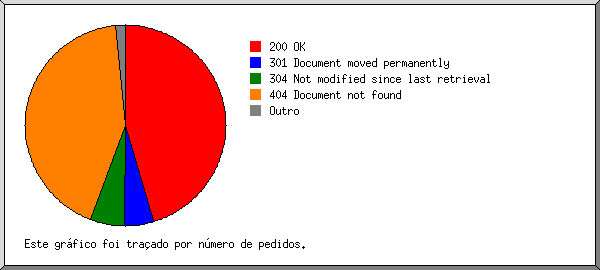 200 OK
301 Document moved permanently
304 Not modified since last retrieval
404 Document not found
Outro
Este gráfico foi traçado por número de pedidos.